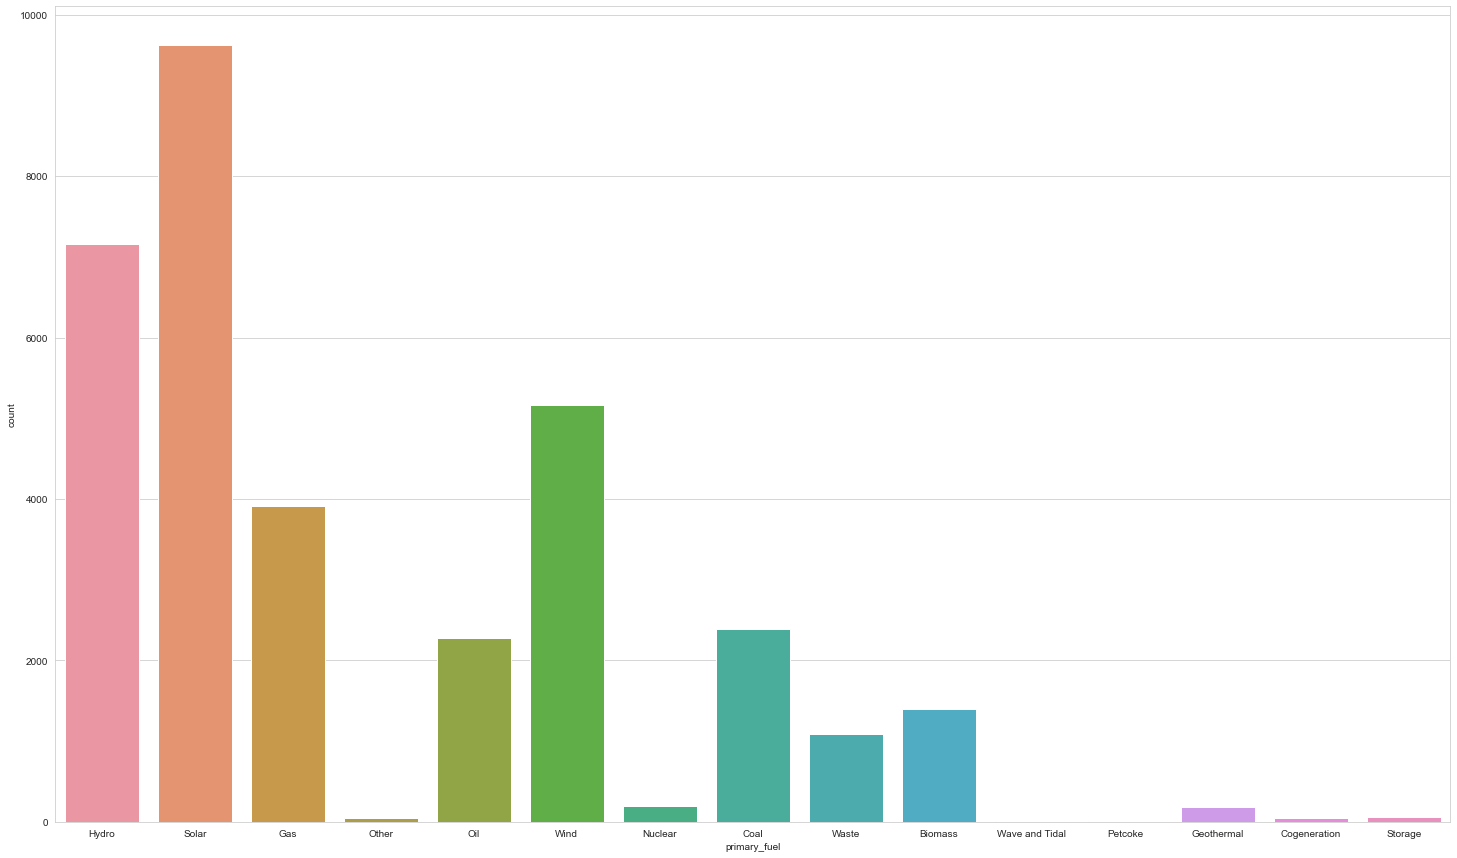 10000
8000
6000
4000
2000
0
count
Hydro Solar Gas Other Oil Wind Nuclear Coal Waste Biomass Wave and Tidal Petcoke Geothermal Cogeneration Storage
primary_fuel